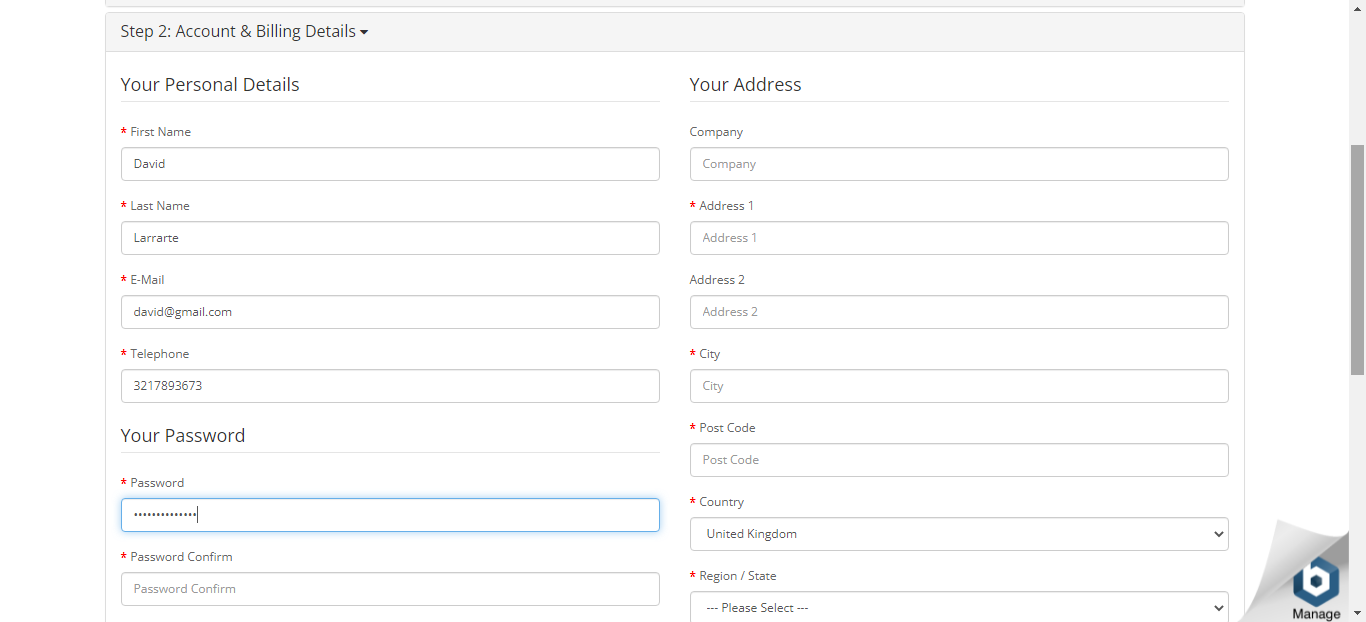 Step 2: Account & Billing Details
Your Personal Details
* First Name
David
* Last Name
Larrarte
* E-Mail
david@gmail.com
* Telephone
3217893673
Your Password
* Password
••••••••••••••
* Password Confirm
Password Confirm
Your Address
Company
Company
* Address 1
Address 1
Address 2
Address 2
* City
City
* Post Code
Post Code
* Country
United Kingdom
* Region / State
--- Please Select ---
Manage